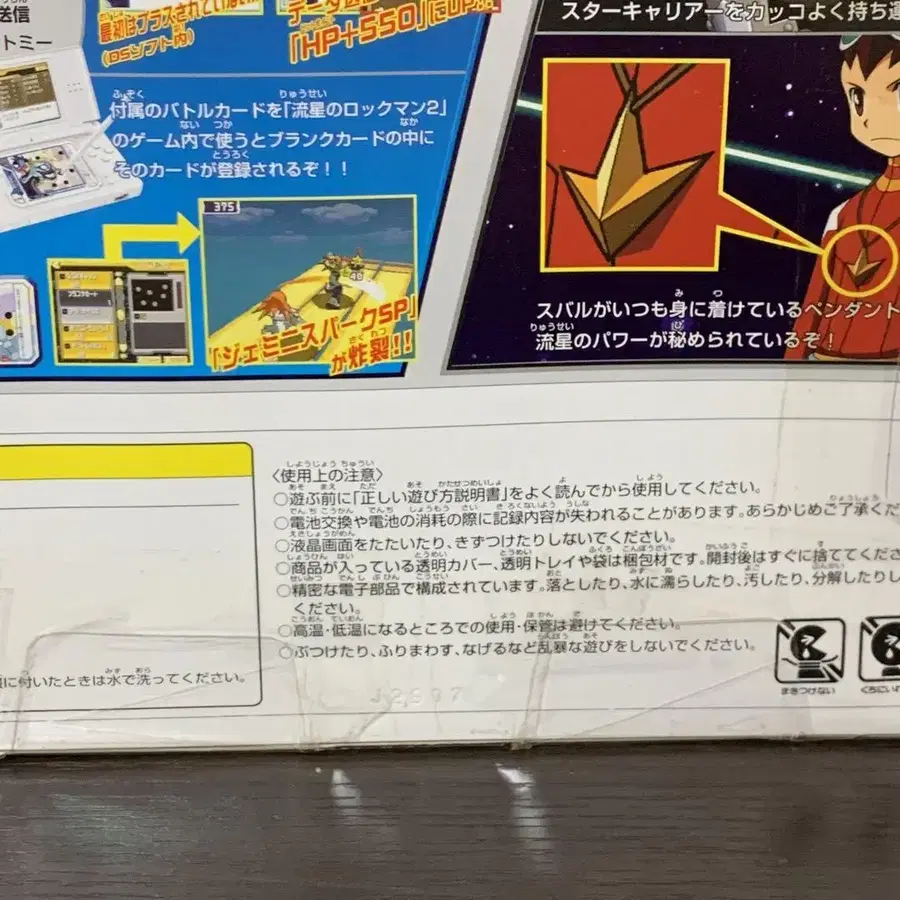 送信
トミー
最初はプラスされていない
(DSソフト内)
「HP+550」にUP!!
付属のバトルカードを「流星のロックマン2」
のゲーム内で使うとブランクカードの中に
そのカードが登録されるぞ!!
375
40
「ジェミニスパークSP」
が炸裂!!
スターキャリアーをカッコよく持ち運
スバルがいつも身に着けているペンダント
流星のパワーが秘められているぞ!
に付いたときは水で洗ってください。
〈使用上の注意〉
○遊ぶ前に「正しい遊び方説明書」をよく読んでから使用してください。
○電池交換や電池の消耗の際に記録内容が失われることがあります。あらかじめご了承くだ
○液晶画面をたたいたり、きずつけたりしないでください。
○商品が入っている透明カバー、透明トレイや袋は梱包材です。開封後はすぐに捨ててくださ
○精密な電子部品で構成されています。落としたり、水に濡らしたり、汚したり、分解したりし
ください。
○高温・低温になるところでの使用・保管は避けてください。
○ぶつけたり、ふりまわす、なげるなど乱暴な遊びをしないでください。
まきつけない
くちにいれ